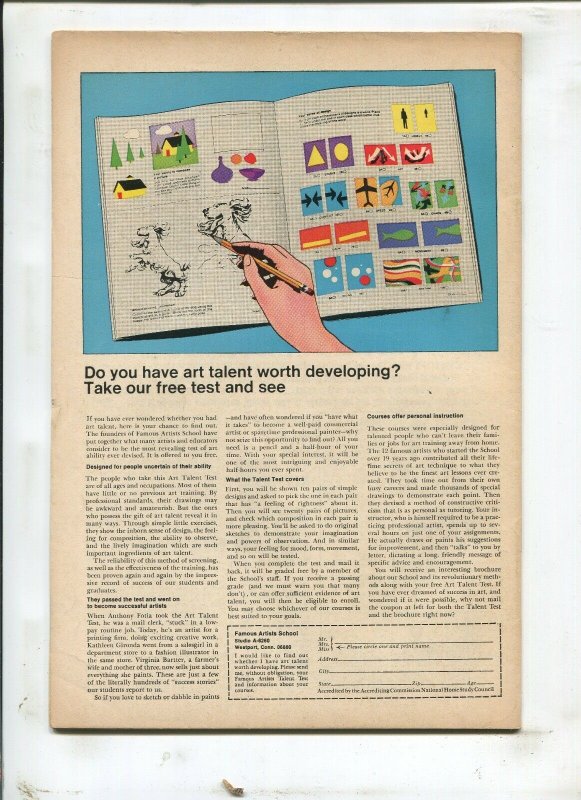 Do you have art talent worth developing?
Take our free test and see
If you have ever wondered whether you had
art talent, here is your chance to find out.
The founders of Famous Artists School have
put together what many artists and educators
consider to be the most revealing test of art
ability ever devised. It is offered to you free.
Designed for people uncertain of their ability
The people who take this Art Talent Test
are of all ages and occupations. Most of them
have little or no previous art training. By
professional standards, their drawings may
be awkward and amateurish. But the ones
who possess the gift of art talent reveal it in
many ways. Through simple little exercises,
they show the inborn sense of design, the feel-
ing for composition, the ability to observe,
and the lively imagination which are such
important ingredients of art talent.
The reliability of this method of screening,
as well as the effectiveness of the training, has
been proven again and again by the impres-
sive record of success of our students and
graduates.
They passed the test and went on
to become successful artists
When Anthony Fotia took the Art Talent
Test, he was a mail clerk, "stuck" in a low-
pay routine job. Today, he's an artist for a
printing firm, doing exciting creative work.
Kathleen Gironda went from a salesgirl in a
department store to a fashion illustrator in
the same store. Virginia Bartter, a farmer's
wife and mother of three, now sells just about
everything she paints. These are just a few
of the literally hundreds of "success stories"
our students report to us.
So if you love to sketch or dabble in paints
—and have often wondered if you "have what
it takes" to become a well-paid commercial
artist or sparetime professional painter—why
not seize this opportunity to find out? All you
need is a pencil and a half-hour of your
time. With your special interest, it will be
one of the most intriguing and enjoyable
half-hours you ever spent.
What the Talent Test covers
First, you will be shown ten pairs of simple
designs and asked to pick the one in each pair
that has "a feeling of rightness" about it.
Then you will see twenty pairs of pictures,
and check which composition in each pair is
more pleasing. You'll be asked to do original
sketches to demonstrate your imagination
and powers of observation. And in similar
ways, your feeling for mood, form, movement,
and so on will be tested.
When you complete the test and mail it
back, it will be graded free by a member of
the School's staff. If you receive a passing
grade (and we must warn you that many
don't), or can offer sufficient evidence of art
talent, you will then be eligible to enroll.
You may choose whichever of our courses is
best suited to your goals.
Courses offer personal instruction
These courses were especially designed for
talented people who can't leave their fami-
lies or jobs for art training away from home.
The 12 famous artists who started the School
over 19 years ago contributed all their life-
time secrets of art technique to what they
believe to be the finest art lessons ever cre-
ated. They took time out from their own
busy careers and made thousands of special
drawings to demonstrate each point. Then
they devised a method of constructive criti-
cism that is as personal as tutoring. Your in-
structor, who is himself required to be a prac-
ticing professional artist, spends up to sev-
eral hours on just one of your assignments.
He actually draws or paints his suggestions
for improvement, and then "talks" to you by
letter, dictating a long, friendly message of
specific advice and encouragement.
You will receive an interesting brochure
about our School and its revolutionary meth-
ods along with your free Art Talent Test. If
you have ever dreamed of success in art, and
wondered if it were possible, why not mail
the coupon at left for both the Talent Test
and the brochure right now?
Famous Artists School
Studio A-6260
Westport, Conn. 06880
I would like to find out
whether I have art talent
worth developing. Please send
me, without obligation, your
Famous Artists Talent Test
and information about your
courses.
Mr.
Mrs.
Miss
Please circle one and print name
Address
City
State Zip Age
Accredited by the Accrediting Commission National Home Study Council